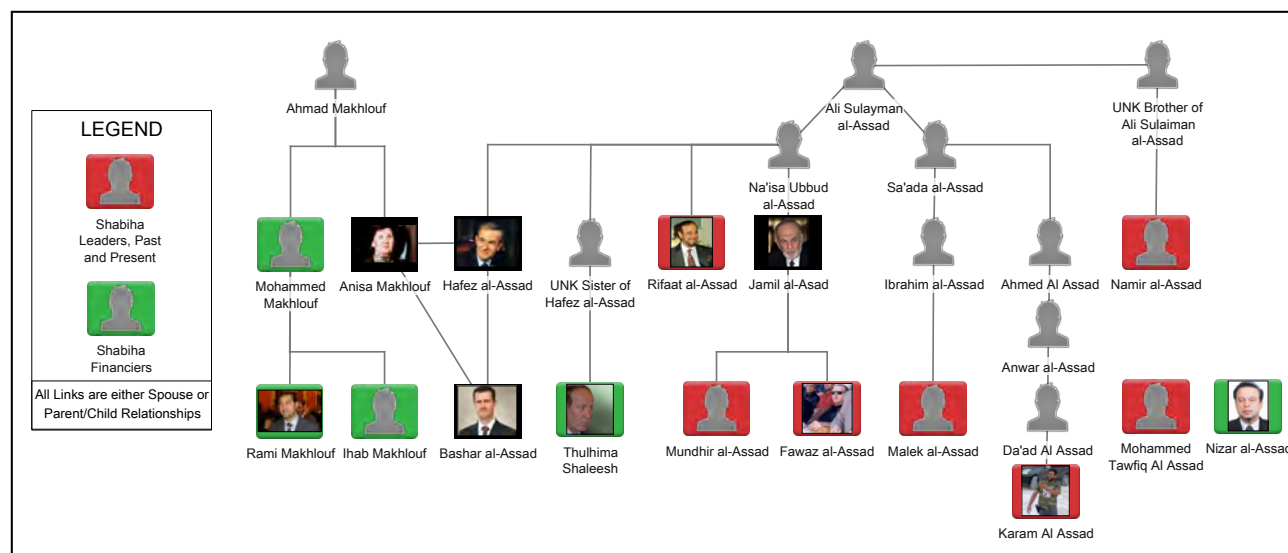 LEGEND
Shabiha
Leaders, Past
and Present
Shabiha
Financiers
All Links are either Spouse or
Parent/Child Relationships
Ahmad Makhlouf
Ali Sulayman
al-Assad
UNK Brother of
Ali Sulaiman
al-Assad
Na'isa Ubbud
al-Assad
Sa'ada al-Assad
Mohammed
Makhlouf
Anisa Makhlouf
Hafez al-Assad
UNK Sister of
Hafez al-Assad
Rifaat al-Assad
Jamil al-Asad
Ibrahim al-Assad
Ahmed Al Assad
Namir al-Assad
Anwar al-Assad
Rami Makhlouf
Ihab Makhlouf
Bashar al-Assad
Thulhima
Shaleesh
Mundhir al-Assad
Fawaz al-Assad
Malek al-Assad
Da'ad Al Assad
Mohammed
Tawfiq Al Assad
Nizar al-Assad
Karam Al Assad